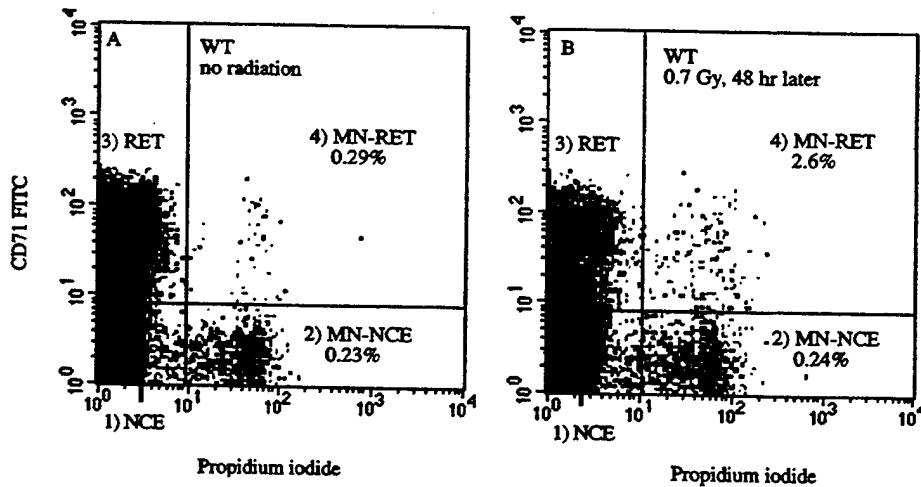 A
WT
no radiation
3) RET
4) MN-RET
0.29%
2) MN-NCE
0.23%
10^4
10^3
10^2
10^1
10^0
CD71 FITC
10^0
10^1
10^2
10^3
10^4
1) NCE
Propidium iodide
B
WT
0.7 Gy, 48 hr later
3) RET
4) MN-RET
2.6%
2) MN-NCE
0.24%
10^4
10^3
10^2
10^1
10^0
10^0
10^1
10^2
10^3
10^4
1) NCE
Propidium iodide